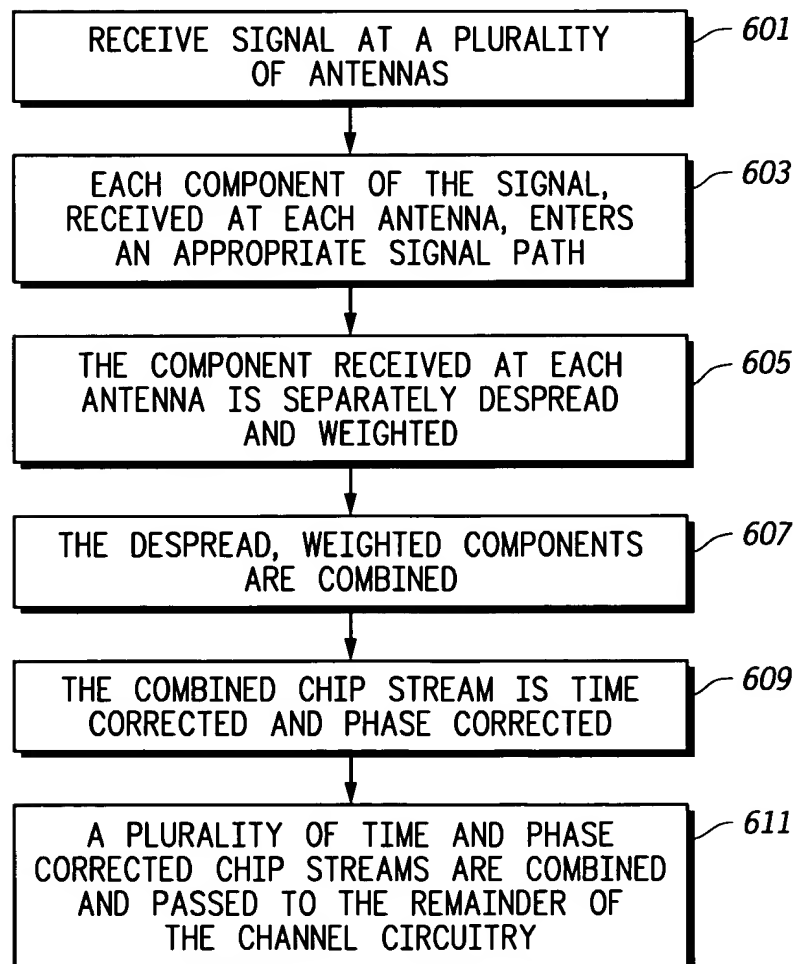 RECEIVE SIGNAL AT A PLURALITY
OF ANTENNAS
601
EACH COMPONENT OF THE SIGNAL,
RECEIVED AT EACH ANTENNA, ENTERS
AN APPROPRIATE SIGNAL PATH
603
THE COMPONENT RECEIVED AT EACH
ANTENNA IS SEPARATELY DESPREAD
AND WEIGHTED
605
THE DESPREAD, WEIGHTED COMPONENTS
ARE COMBINED
607
THE COMBINED CHIP STREAM IS TIME
CORRECTED AND PHASE CORRECTED
609
A PLURALITY OF TIME AND PHASE
CORRECTED CHIP STREAMS ARE COMBINED
AND PASSED TO THE REMAINDER OF
THE CHANNEL CIRCUITRY
611